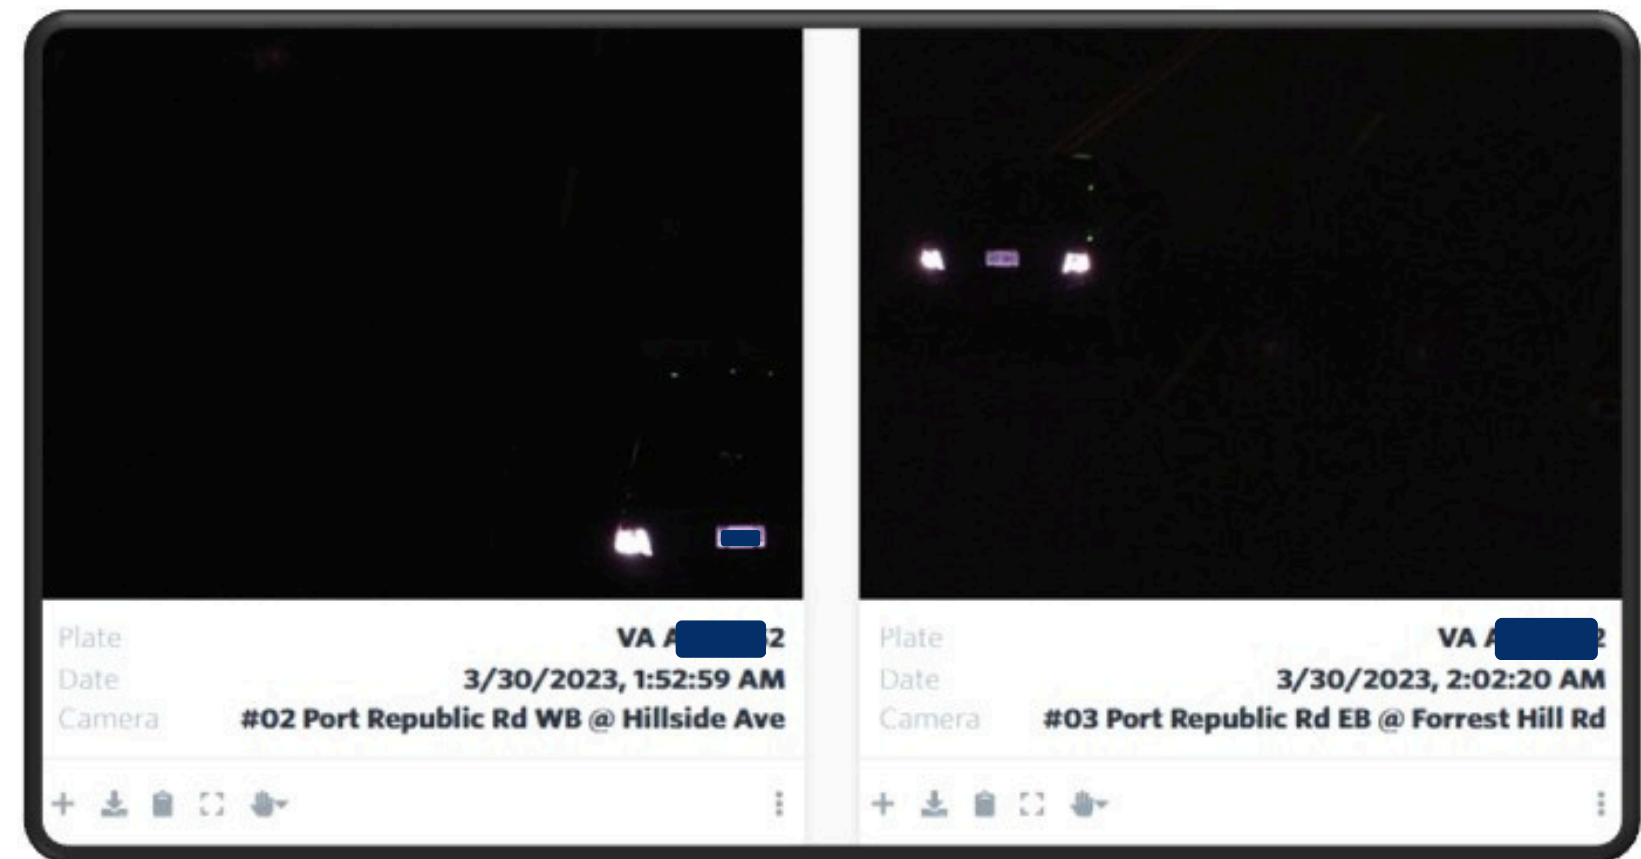 Plate VA A 2
Date 3/30/2023, 1:52:59 AM
Camera #02 Port Republic Rd WB @ Hillside Ave
Plate VA A 2
Date 3/30/2023, 2:02:20 AM
Camera #03 Port Republic Rd EB @ Forrest Hill Rd